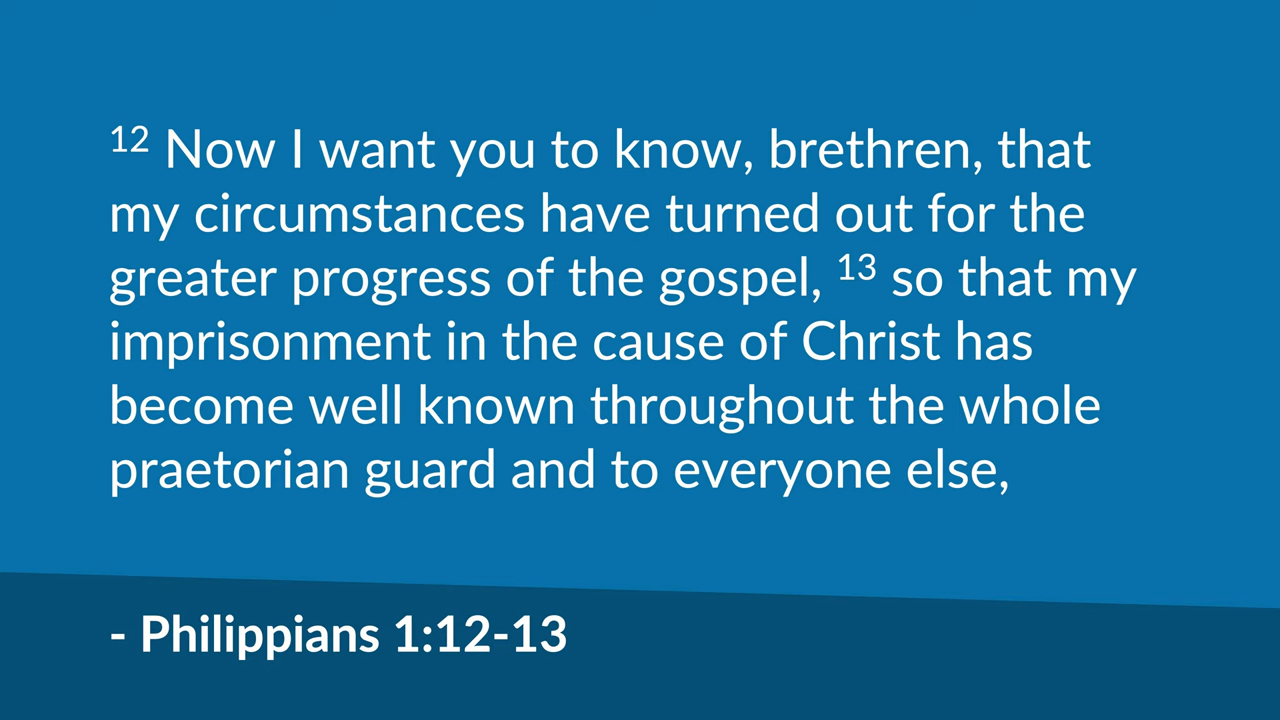 12 Now I want you to know, brethren, that
my circumstances have turned out for the
greater progress of the gospel, 13 so that my
imprisonment in the cause of Christ has
become well known throughout the whole
praetorian guard and to everyone else,
- Philippians 1:12-13